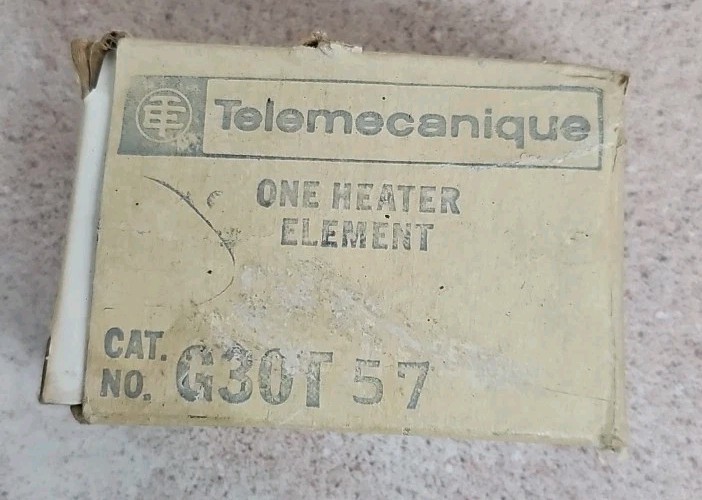 Telemecanique
ONE HEATER
ELEMENT
CAT.
NO. G30T 57